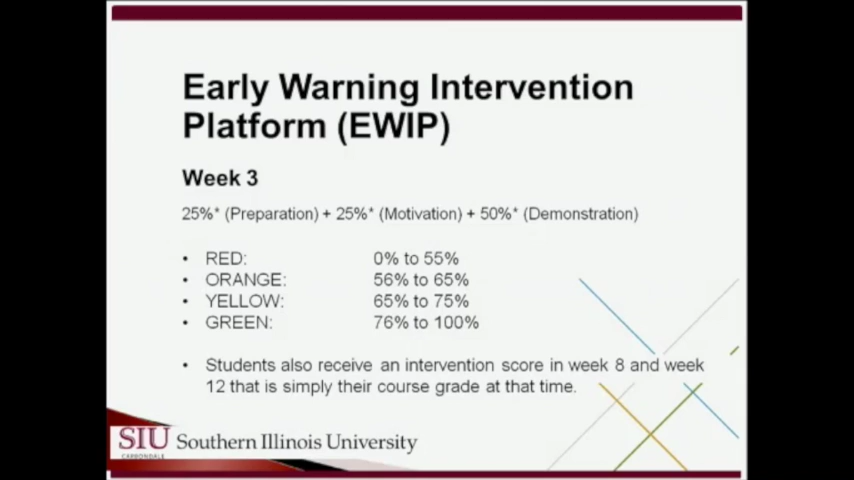 Early Warning Intervention
Platform (EWIP)
Week 3
25%* (Preparation) + 25%* (Motivation) + 50%* (Demonstration)
• RED: 0% to 55%
• ORANGE: 56% to 65%
• YELLOW: 65% to 75%
• GREEN: 76% to 100%
• Students also receive an intervention score in week 8 and week
12 that is simply their course grade at that time.
SIU Southern Illinois University
CARBONDALE